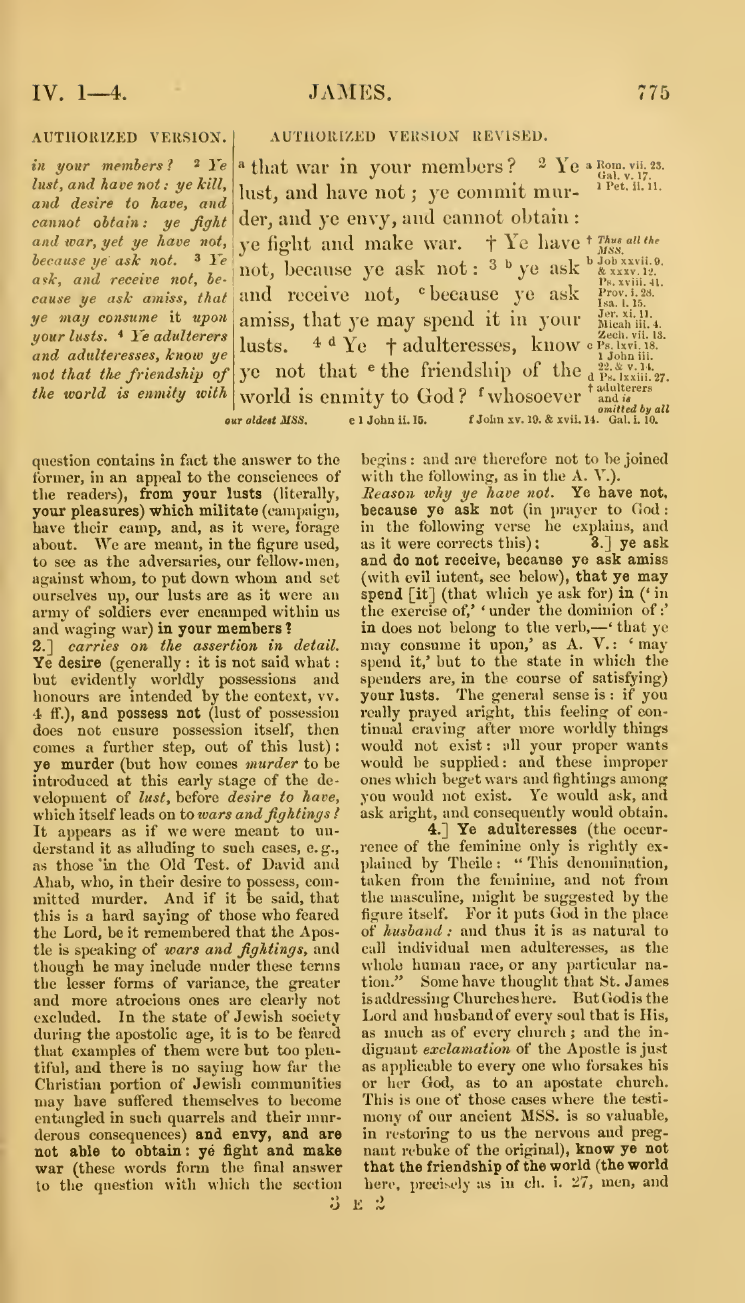 IV. 1—4.
JAMES.
775
AUTHORIZED VERSION.
in your members? 2 Ye
lust, and have not: ye kill,
and desire to have, and
cannot obtain: ye fight
and war, yet ye have not,
because ye ask not. 3 Ye
ask, and receive not, be-
cause ye ask amiss, that
ye may consume it upon
your lusts. 4 Ye adulterers
and adulteresses, know ye
not that the friendship of
the world is enmity with
AUTHORIZED VERSION REVISED.
a that war in your members? 2 Ye
lust, and have not; ye commit mur-
der, and ye envy, and cannot obtain:
ye fight and make war. † Ye have
not, because ye ask not: 3 b ye ask
and receive not, c because ye ask
amiss, that ye may spend it in your
lusts. 4 d Ye † adulteresses, know
ye not that e the friendship of the
world is enmity to God? f whosoever
a Rom. vii. 23.
Gal. v. 17.
1 Pet. ii. 11.
† Thus all the
MSS.
b Job xxvii. 9.
& xxxv. 12.
Ps. xviii. 41.
Prov. i. 28.
Isa. i. 15.
Jer. xi. 11.
Micah iii. 4.
Zech. vii. 13.
c Ps. lxvi. 18.
1 John iii.
22. & v. 14.
d Ps. lxxiii. 27.
† adulterers
and is
omitted by all
our oldest MSS. e 1 John ii. 15. f John xv. 19. & xvii. 14. Gal. i. 10.
question contains in fact the answer to the
former, in an appeal to the consciences of
the readers), from your lusts (literally,
your pleasures) which militate (campaign,
have their camp, and, as it were, forage
about. We are meant, in the figure used,
to see as the adversaries, our fellow-men,
against whom, to put down whom and set
ourselves up, our lusts are as it were an
army of soldiers ever encamped within us
and waging war) in your members?
2.] carries on the assertion in detail.
Ye desire (generally: it is not said what:
but evidently worldly possessions and
honours are intended by the context, vv.
4 ff.), and possess not (lust of possession
does not ensure possession itself, then
comes a further step, out of this lust):
ye murder (but how comes murder to be
introduced at this early stage of the de-
velopment of lust, before desire to have,
which itself leads on to wars and fightings?
It appears as if we were meant to un-
derstand it as alluding to such cases, e.g.,
as those in the Old Test. of David and
Ahab, who, in their desire to possess, com-
mitted murder. And if it be said, that
this is a hard saying of those who feared
the Lord, be it remembered that the Apos-
tle is speaking of wars and fightings, and
though he may include under these terms
the lesser forms of variance, the greater
and more atrocious ones are clearly not
excluded. In the state of Jewish society
during the apostolic age, it is to be feared
that examples of them were but too plen-
tiful, and there is no saying how far the
Christian portion of Jewish communities
may have suffered themselves to become
entangled in such quarrels and their mur-
derous consequences) and envy, and are
not able to obtain: ye fight and make
war (these words form the final answer
to the question with which the section
begins: and are therefore not to be joined
with the following, as in the A. V.).
Reason why ye have not. Ye have not,
because ye ask not (in prayer to God:
in the following verse he explains, and
as it were corrects this); 3.] ye ask
and do not receive, because ye ask amiss
(with evil intent, see below), that ye may
spend [it] (that which ye ask for) in (‘ in
the exercise of,’ ‘ under the dominion of :’
in does not belong to the verb,—‘ that ye
may consume it upon,’ as A. V.: ‘ may
spend it,’ but to the state in which the
spenders are, in the course of satisfying)
your lusts. The general sense is: if you
really prayed aright, this feeling of con-
tinual craving after more worldly things
would not exist: all your proper wants
would be supplied: and these improper
ones which beget wars and fightings among
you would not exist. Ye would ask, and
ask aright, and consequently would obtain.
4.] Ye adulteresses (the occur-
rence of the feminine only is rightly ex-
plained by Theile: “ This denomination,
taken from the feminine, and not from
the masculine, might be suggested by the
figure itself. For it puts God in the place
of husband: and thus it is as natural to
call individual men adulteresses, as the
whole human race, or any particular na-
tion.” Some have thought that St. James
is addressing Churches here. But God is the
Lord and husband of every soul that is His,
as much as of every church; and the in-
dignant exclamation of the Apostle is just
as applicable to every one who forsakes his
or her God, as to an apostate church.
This is one of those cases where the testi-
mony of our ancient MSS. is so valuable,
in restoring to us the nervous and preg-
nant rebuke of the original), know ye not
that the friendship of the world (the world
here, precisely as in ch. i. 27, men, and
3 E 2